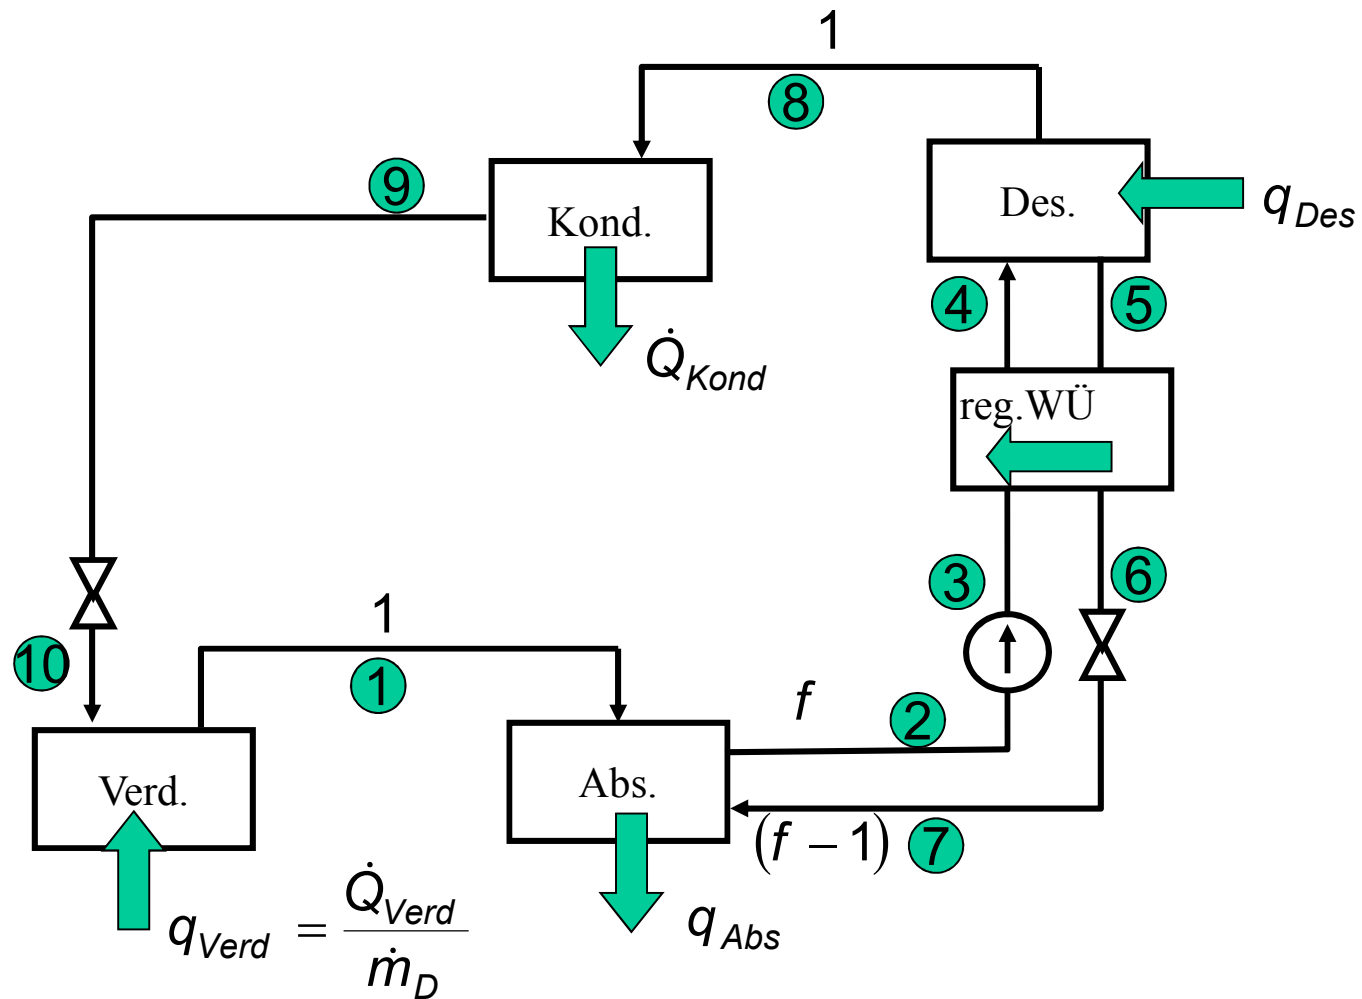 1
8
9
Kond.
Des.
q_Des
4
5
Q̇_Kond
reg.WÜ
3
6
1
10
1
f
2
Verd.
Abs.
(f – 1)
7
q_Verd = Q̇_Verd / ṁ_D
q_Abs